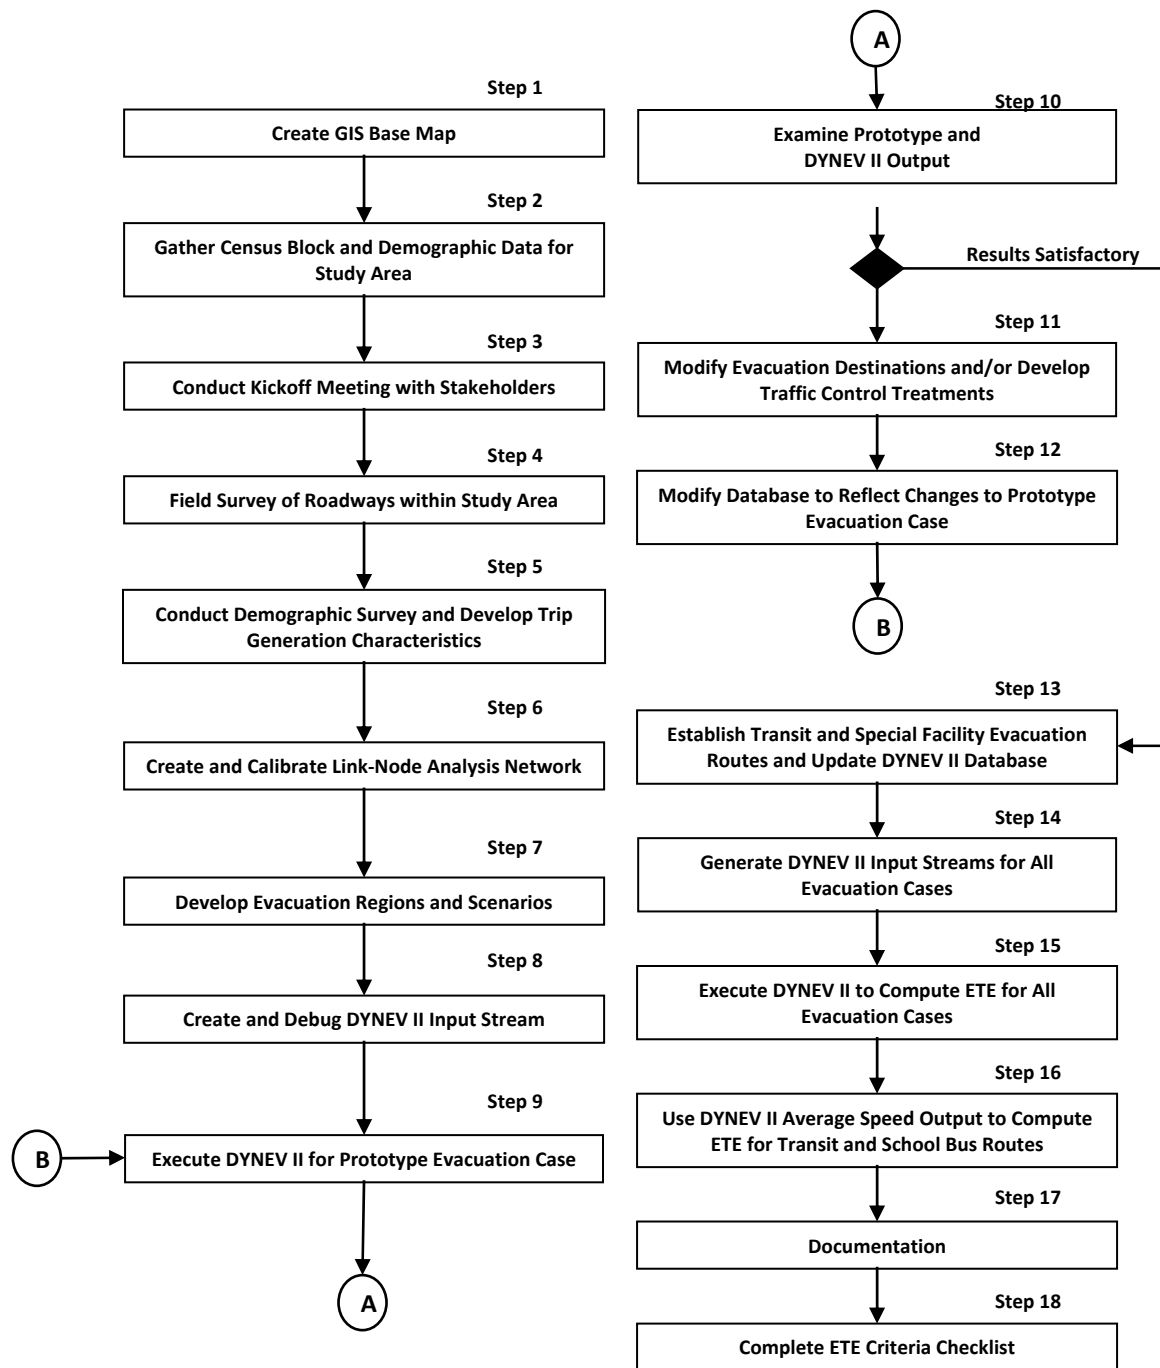 Step 1
Create GIS Base Map
Step 2
Gather Census Block and Demographic Data for
Study Area
Step 3
Conduct Kickoff Meeting with Stakeholders
Step 4
Field Survey of Roadways within Study Area
Step 5
Conduct Demographic Survey and Develop Trip
Generation Characteristics
Step 6
Create and Calibrate Link-Node Analysis Network
Step 7
Develop Evacuation Regions and Scenarios
Step 8
Create and Debug DYNEV II Input Stream
Step 9
B
Execute DYNEV II for Prototype Evacuation Case
A
A
Step 10
Examine Prototype and
DYNEV II Output
Results Satisfactory
Step 11
Modify Evacuation Destinations and/or Develop
Traffic Control Treatments
Step 12
Modify Database to Reflect Changes to Prototype
Evacuation Case
B
Step 13
Establish Transit and Special Facility Evacuation
Routes and Update DYNEV II Database
Step 14
Generate DYNEV II Input Streams for All
Evacuation Cases
Step 15
Execute DYNEV II to Compute ETE for All
Evacuation Cases
Step 16
Use DYNEV II Average Speed Output to Compute
ETE for Transit and School Bus Routes
Step 17
Documentation
Step 18
Complete ETE Criteria Checklist